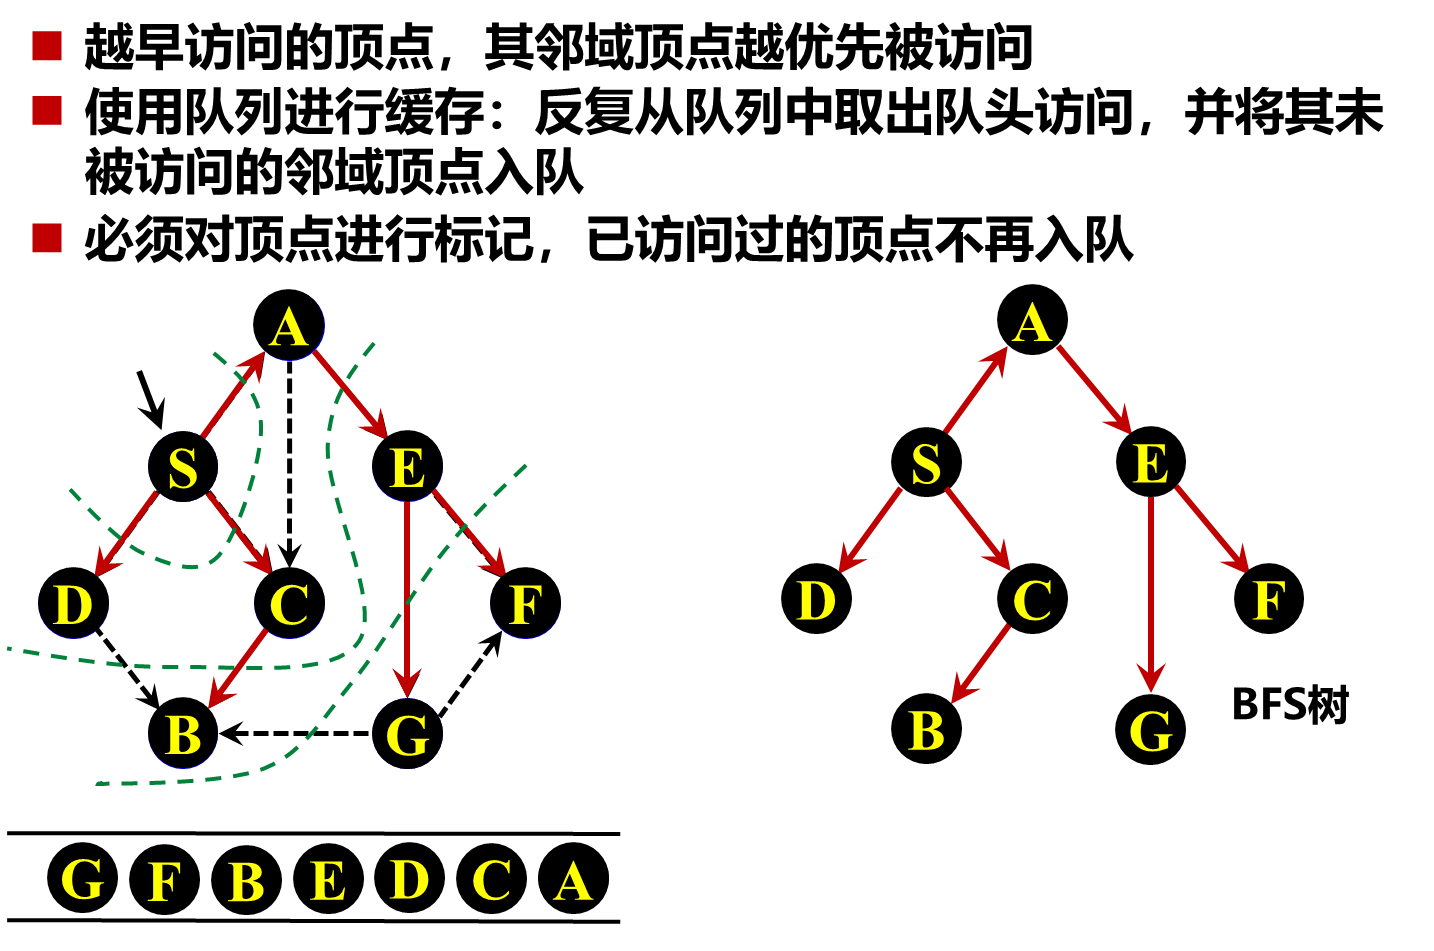 越早访问的顶点，其邻域顶点越优先被访问
使用队列进行缓存：反复从队列中取出队头访问，并将其未
被访问的邻域顶点入队
必须对顶点进行标记，已访问过的顶点不再入队
A
S
E
D
C
F
B
G
A
S
E
D
C
F
B
G
BFS树
G F B E D C A